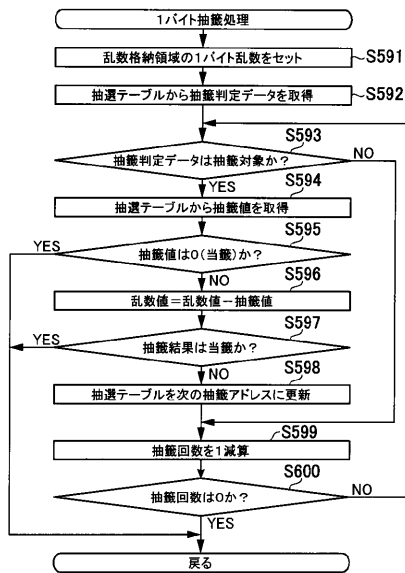 1バイト抽籤処理
乱数格納領域の1バイト乱数をセット
S591
抽選テーブルから抽籤判定データを取得
S592
S593
抽籤判定データは抽籤対象か?
NO
YES
S594
抽選テーブルから抽籤値を取得
S595
YES
抽籤値は0(当籤)か?
NO
S596
乱数値=乱数値-抽籤値
S597
YES
抽籤結果は当籤か?
NO
S598
抽選テーブルを次の抽籤アドレスに更新
S599
抽籤回数を1減算
S600
抽籤回数は0か?
NO
YES
戻る